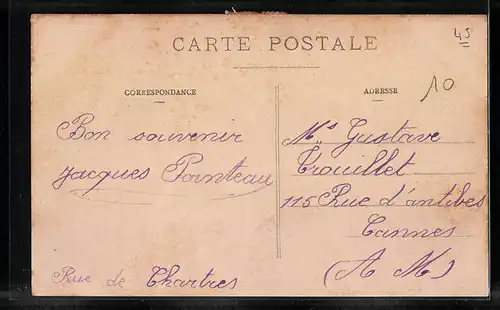 CARTE POSTALE
45
10
CORRESPONDANCE
Bon souvenir
Jacques Pointeau
Rue de Chartres
ADRESSE
Mr Gustave
Trouillet
115 Rue d'antibes
Cannes
(A M)